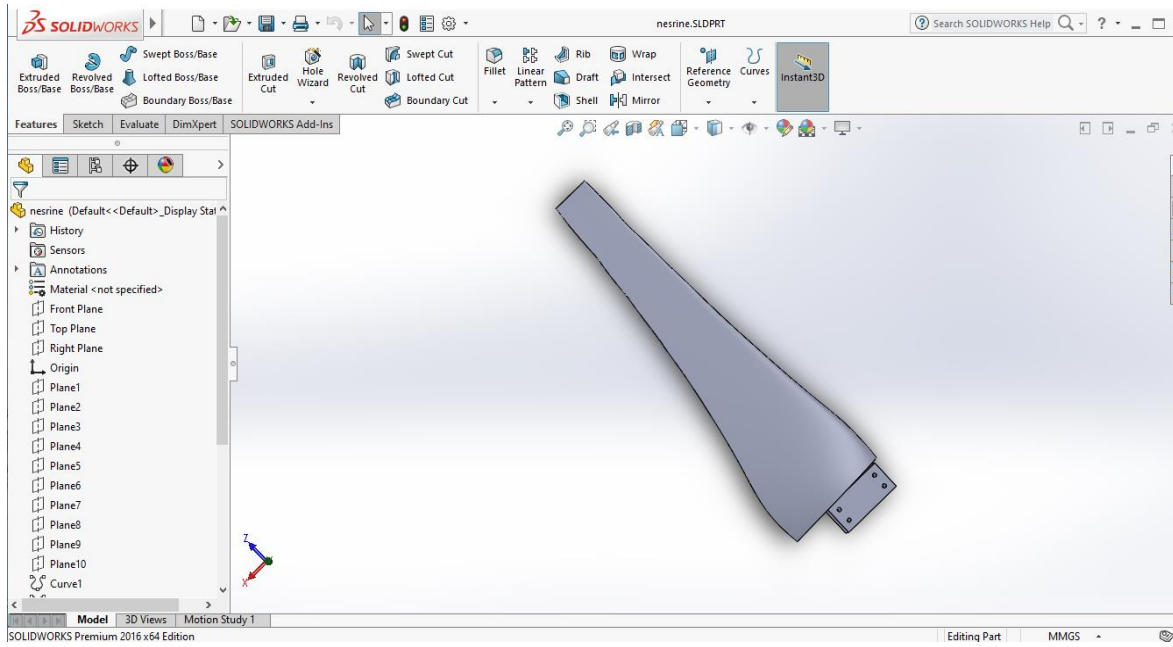 SOLIDWORKS
nesrine.SLDPRT
Search SOLIDWORKS Help
?
Extruded Boss/Base
Revolved Boss/Base
Swept Boss/Base
Lofted Boss/Base
Boundary Boss/Base
Extruded Cut
Hole Wizard
Revolved Cut
Swept Cut
Lofted Cut
Boundary Cut
Fillet
Linear Pattern
Rib
Draft
Shell
Wrap
Intersect
Mirror
Reference Geometry
Curves
Instant3D
Features Sketch Evaluate DimXpert SOLIDWORKS Add-Ins
nesrine (Default<<Default>_Display Stat
History
Sensors
Annotations
Material <not specified>
Front Plane
Top Plane
Right Plane
Origin
Plane1
Plane2
Plane3
Plane4
Plane5
Plane6
Plane7
Plane8
Plane9
Plane10
Curve1
Z
X
Model 3D Views Motion Study 1
SOLIDWORKS Premium 2016 x64 Edition
Editing Part MMGS